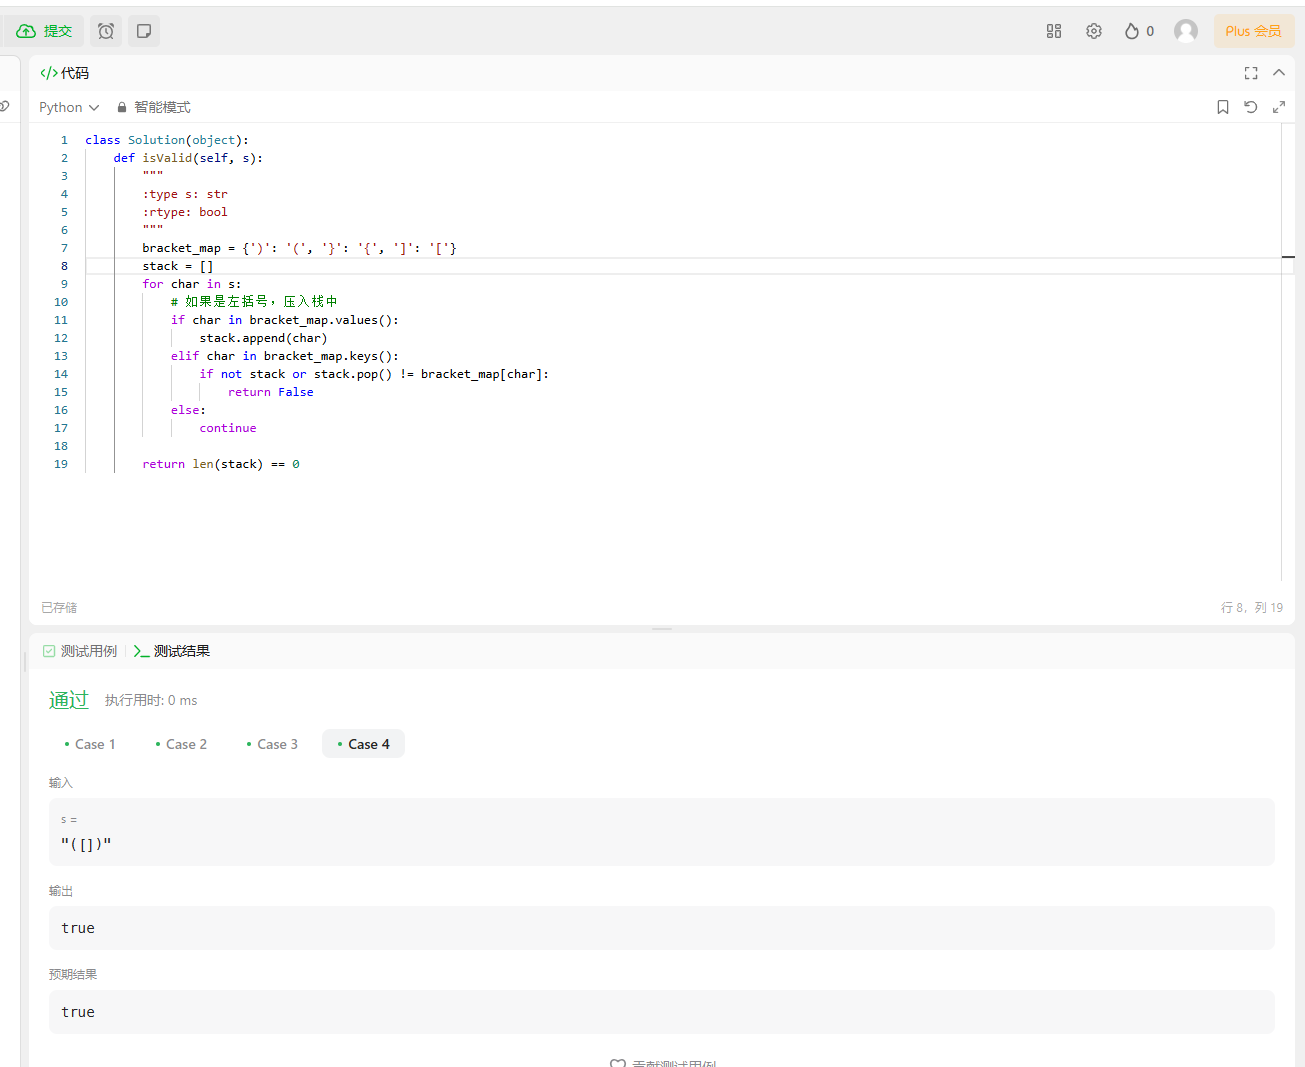 提交
0
Plus 会员
</>代码
Python 智能模式
1 class Solution(object):
2 def isValid(self, s):
3 """
4 :type s: str
5 :rtype: bool
6 """
7 bracket_map = {')': '(', '}': '{', ']': '['}
8 stack = []
9 for char in s:
10 # 如果是左括号，压入栈中
11 if char in bracket_map.values():
12 stack.append(char)
13 elif char in bracket_map.keys():
14 if not stack or stack.pop() != bracket_map[char]:
15 return False
16 else:
17 continue
18
19 return len(stack) == 0
已存储
行 8，列 19
测试用例 >_ 测试结果
通过 执行用时: 0 ms
• Case 1 • Case 2 • Case 3 • Case 4
输入
s =
"([])"
输出
true
预期结果
true
贡献测试用例